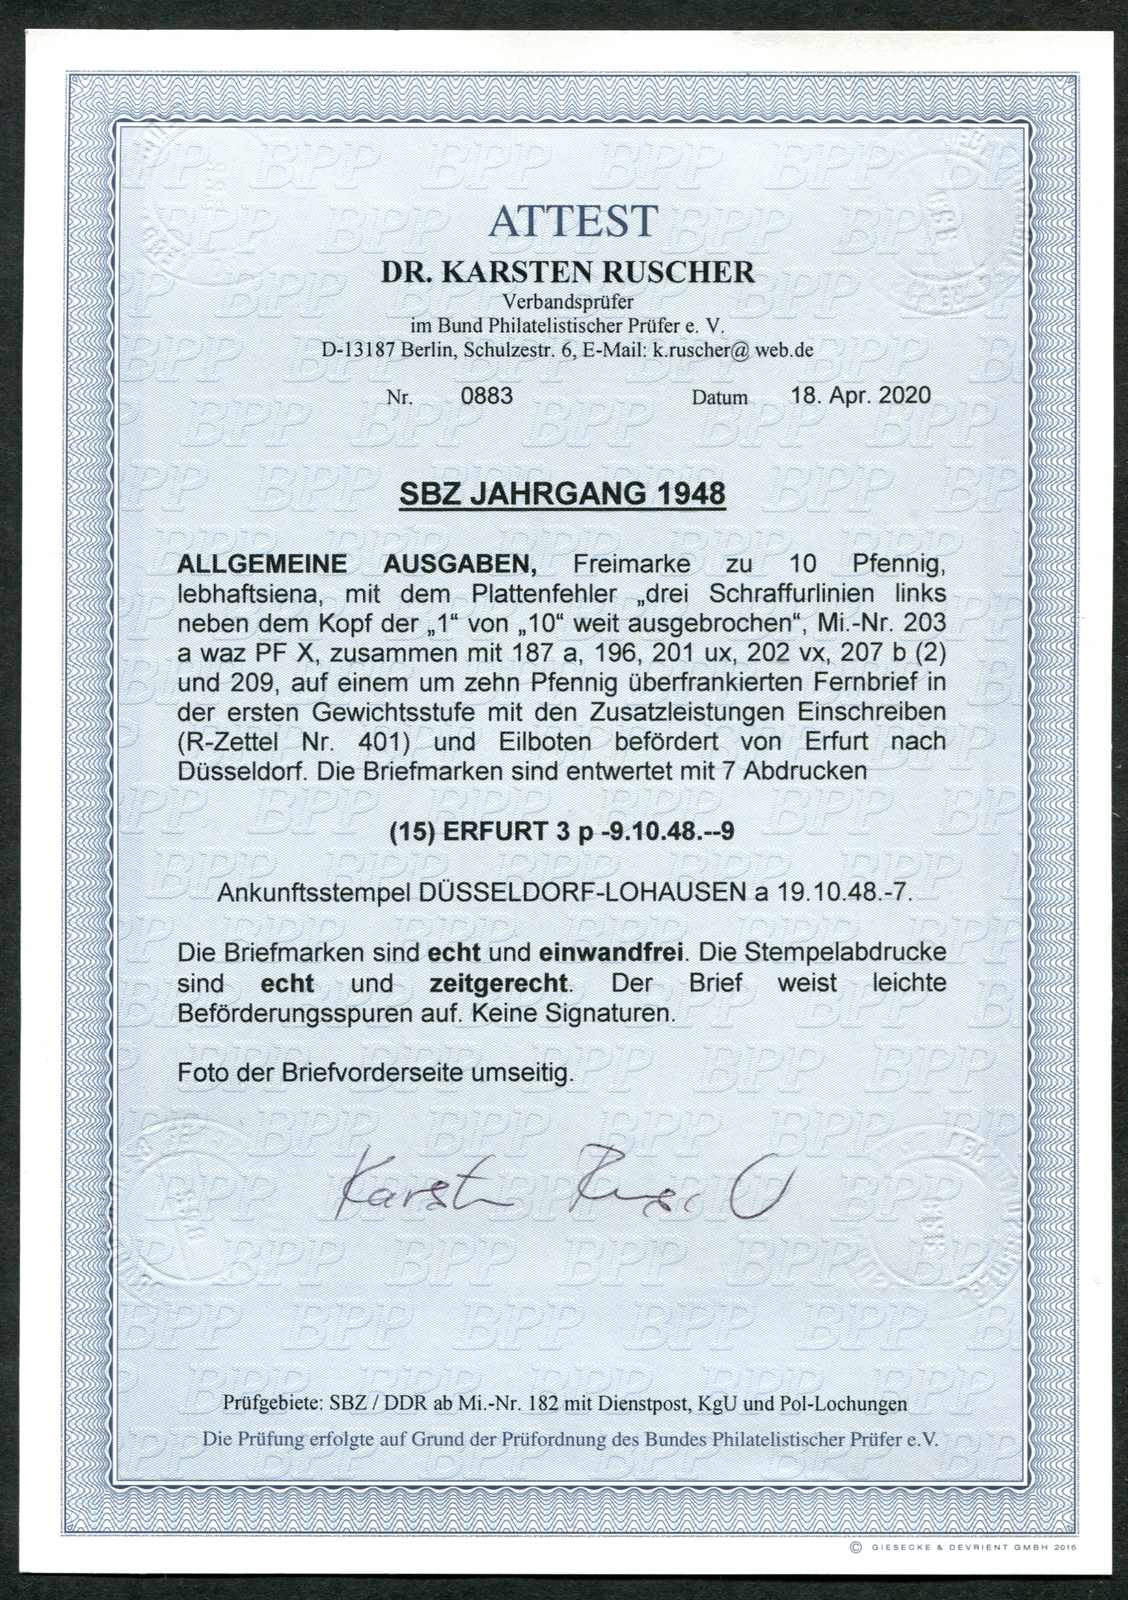 ATTEST
DR. KARSTEN RUSCHER
Verbandsprüfer
im Bund Philatelistischer Prüfer e. V.
D-13187 Berlin, Schulzestr. 6, E-Mail: k.ruscher@ web.de
Nr. 0883 Datum 18. Apr. 2020
SBZ JAHRGANG 1948
ALLGEMEINE AUSGABEN, Freimarke zu 10 Pfennig,
lebhaftsiena, mit dem Plattenfehler „drei Schraffurlinien links
neben dem Kopf der „1“ von „10“ weit ausgebrochen“, Mi.-Nr. 203
a waz PF X, zusammen mit 187 a, 196, 201 ux, 202 vx, 207 b (2)
und 209, auf einem um zehn Pfennig überfrankierten Fernbrief in
der ersten Gewichtsstufe mit den Zusatzleistungen Einschreiben
(R-Zettel Nr. 401) und Eilboten befördert von Erfurt nach
Düsseldorf. Die Briefmarken sind entwertet mit 7 Abdrucken
(15) ERFURT 3 p -9.10.48.--9
Ankunftsstempel DÜSSELDORF-LOHAUSEN a 19.10.48.-7.
Die Briefmarken sind echt und einwandfrei. Die Stempelabdrucke
sind echt und zeitgerecht. Der Brief weist leichte
Beförderungsspuren auf. Keine Signaturen.
Foto der Briefvorderseite umseitig.
Karsten Ruscher
Prüfgebiete: SBZ / DDR ab Mi.-Nr. 182 mit Dienstpost, KgU und Pol-Lochungen
Die Prüfung erfolgte auf Grund der Prüfordnung des Bundes Philatelistischer Prüfer e.V.
© GIESECKE & DEVRIENT GMBH 2016